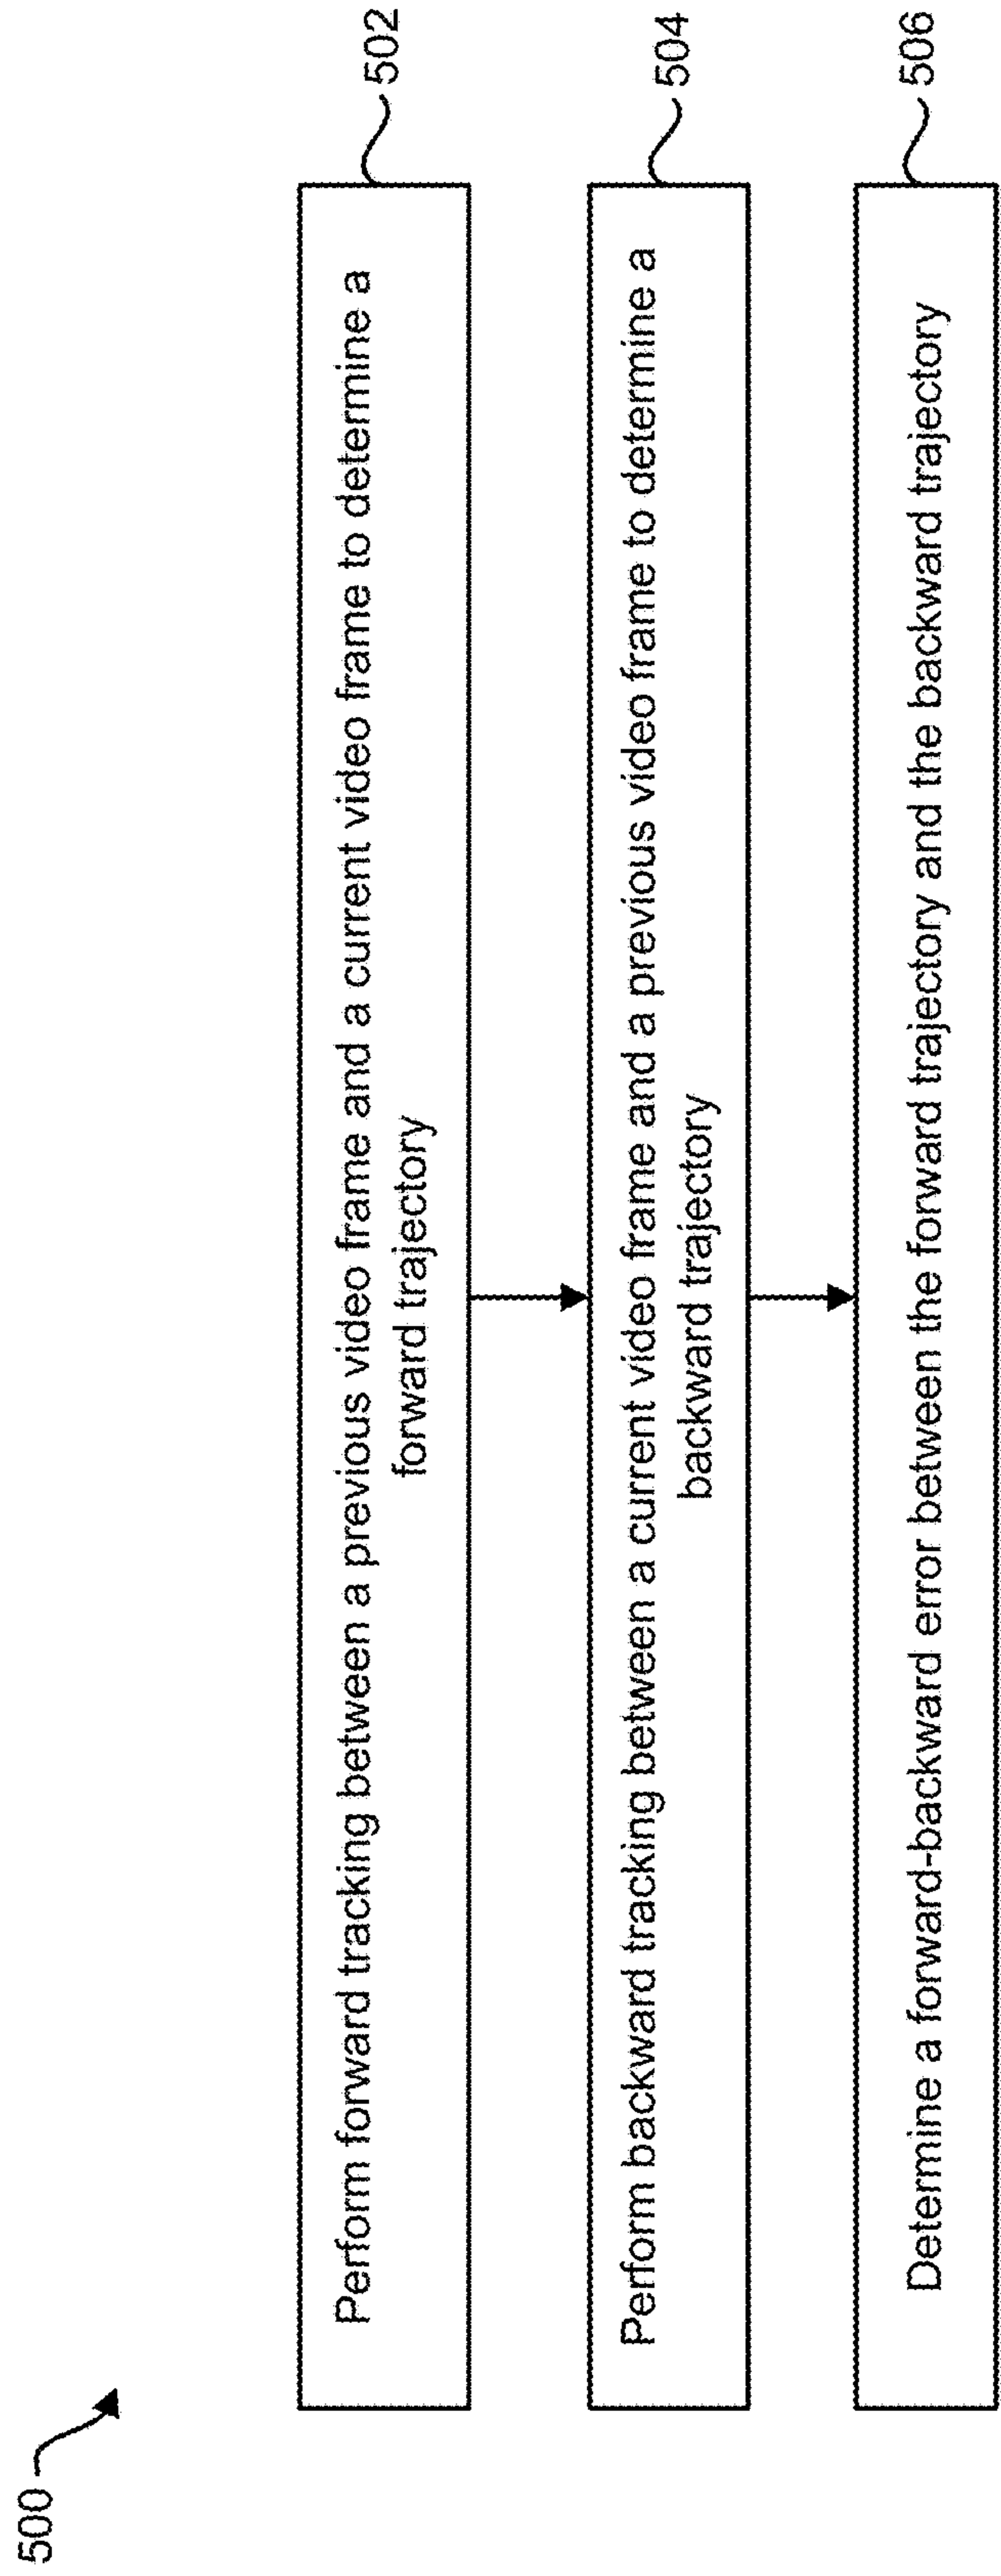 500
Perform forward tracking between a previous video frame and a current video frame to determine a
forward trajectory
502
Perform backward tracking between a current video frame and a previous video frame to determine a
backward trajectory
504
Determine a forward-backward error between the forward trajectory and the backward trajectory
506